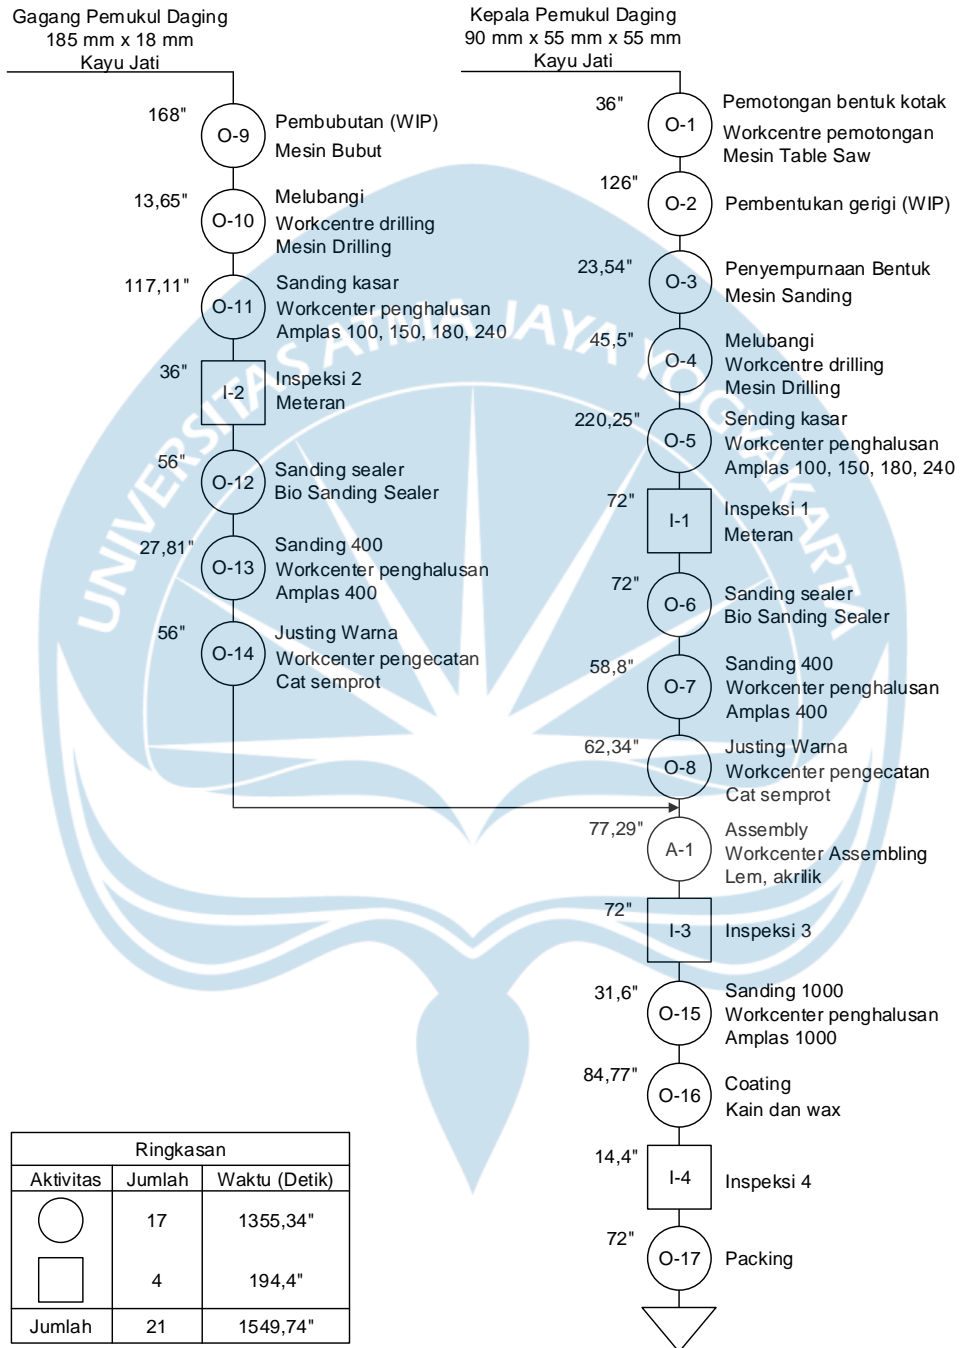 Gagang Pemukul Daging
185 mm x 18 mm
Kayu Jati
168"
O-9
Pembubutan (WIP)
Mesin Bubut
13,65"
O-10
Melubangi
Workcentre drilling
Mesin Drilling
117,11"
O-11
Sanding kasar
Workcenter penghalusan
Amplas 100, 150, 180, 240
36"
I-2
Inspeksi 2
Meteran
56"
O-12
Sanding sealer
Bio Sanding Sealer
27,81"
O-13
Sanding 400
Workcenter penghalusan
Amplas 400
56"
O-14
Justing Warna
Workcenter pengecatan
Cat semprot
Kepala Pemukul Daging
90 mm x 55 mm x 55 mm
Kayu Jati
36"
O-1
Pemotongan bentuk kotak
Workcentre pemotongan
Mesin Table Saw
126"
O-2
Pembentukan gerigi (WIP)
23,54"
O-3
Penyempurnaan Bentuk
Mesin Sanding
45,5"
O-4
Melubangi
Workcentre drilling
Mesin Drilling
220,25"
O-5
Sending kasar
Workcenter penghalusan
Amplas 100, 150, 180, 240
72"
I-1
Inspeksi 1
Meteran
72"
O-6
Sanding sealer
Bio Sanding Sealer
58,8"
O-7
Sanding 400
Workcenter penghalusan
Amplas 400
62,34"
O-8
Justing Warna
Workcenter pengecatan
Cat semprot
77,29"
A-1
Assembly
Workcenter Assembling
Lem, akrilik
72"
I-3
Inspeksi 3
31,6"
O-15
Sanding 1000
Workcenter penghalusan
Amplas 1000
84,77"
O-16
Coating
Kain dan wax
14,4"
I-4
Inspeksi 4
72"
O-17
Packing
Ringkasan
Aktivitas Jumlah Waktu (Detik)
17 1355,34"
4 194,4"
Jumlah 21 1549,74"
UNIVERSITAS ATMA JAYA YOGYAKARTA